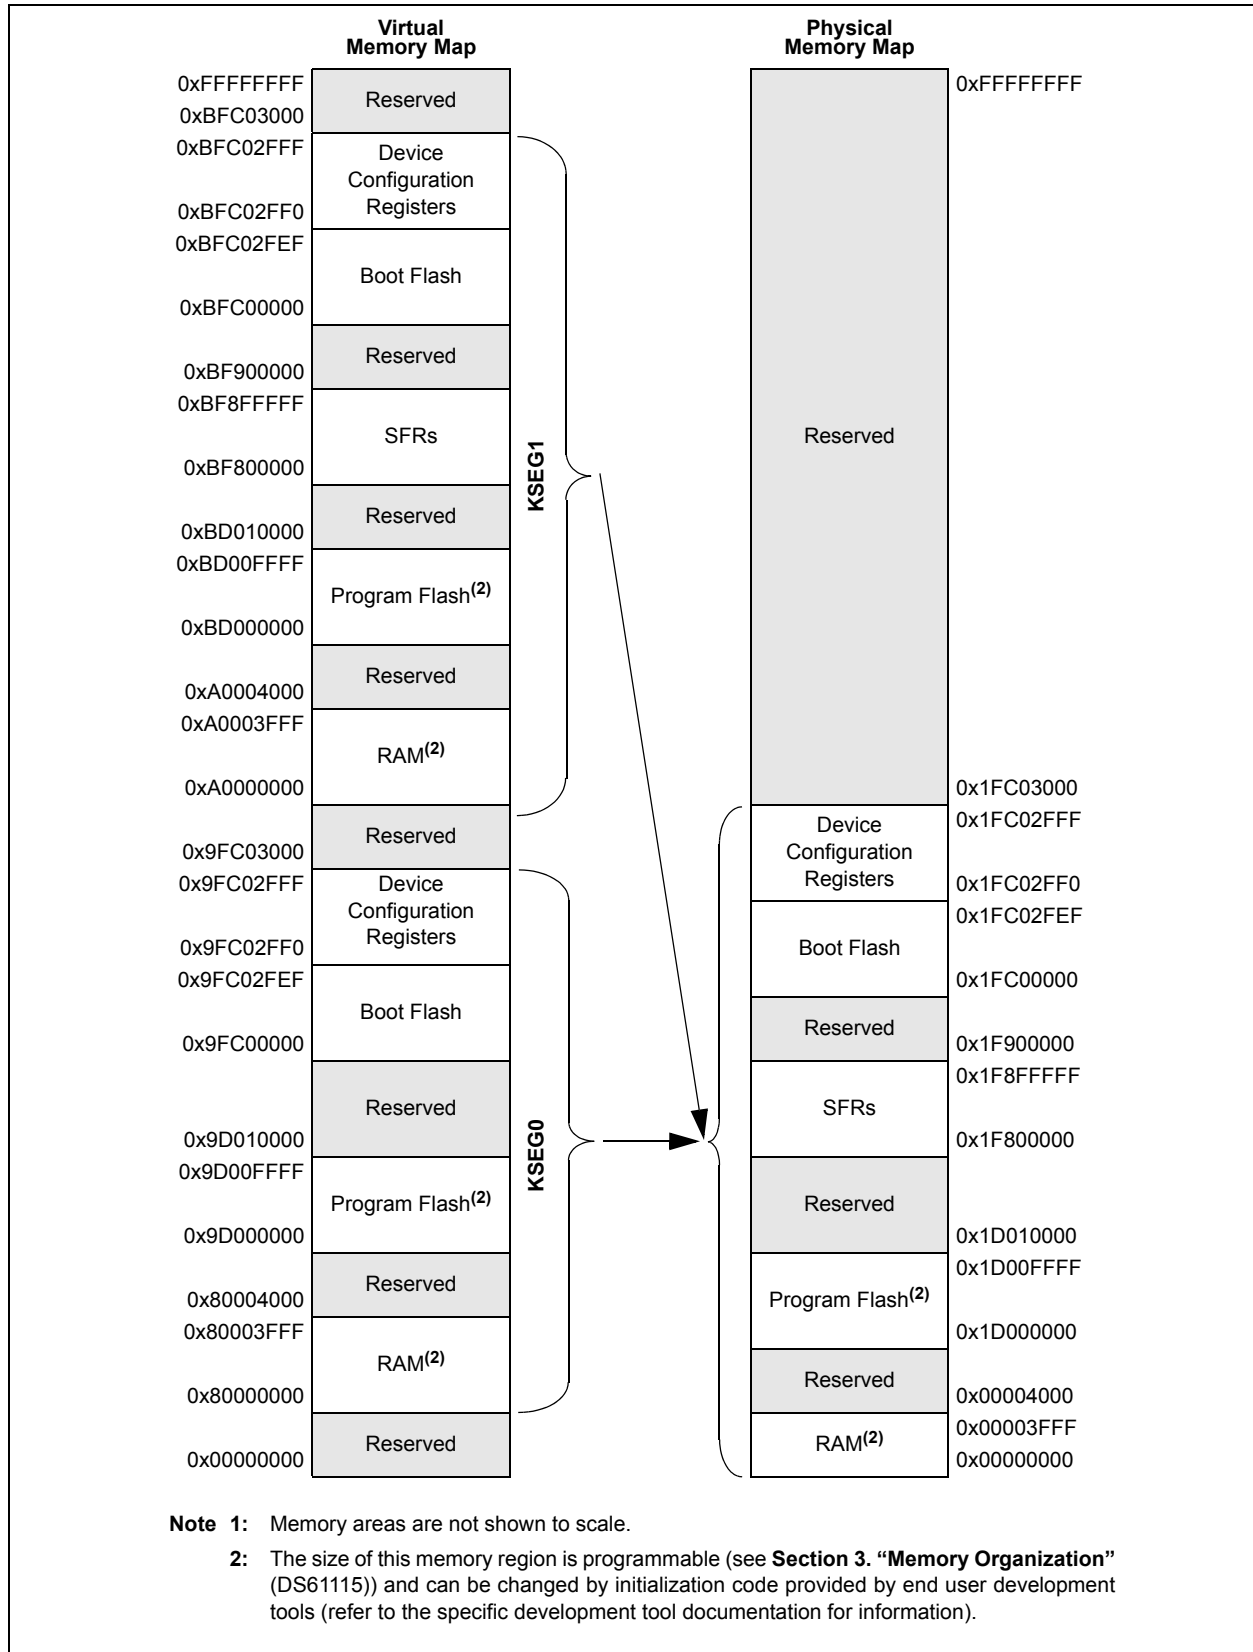 Virtual
Memory Map
0xFFFFFFFF
Reserved
0xBFC03000
0xBFC02FFF
Device
Configuration
Registers
0xBFC02FF0
0xBFC02FEF
Boot Flash
0xBFC00000
Reserved
0xBF900000
0xBF8FFFFF
SFRs
0xBF800000
Reserved
0xBD010000
0xBD00FFFF
Program Flash(2)
0xBD000000
Reserved
0xA0004000
0xA0003FFF
RAM(2)
0xA0000000
KSEG1
Reserved
0x9FC03000
0x9FC02FFF
Device
Configuration
Registers
0x9FC02FF0
0x9FC02FEF
Boot Flash
0x9FC00000
Reserved
0x9D010000
0x9D00FFFF
Program Flash(2)
0x9D000000
Reserved
0x80004000
0x80003FFF
RAM(2)
0x80000000
KSEG0
Reserved
0x00000000
Physical
Memory Map
0xFFFFFFFF
Reserved
0x1FC03000
0x1FC02FFF
Device
Configuration
Registers
0x1FC02FF0
0x1FC02FEF
Boot Flash
0x1FC00000
Reserved
0x1F900000
0x1F8FFFFF
SFRs
0x1F800000
Reserved
0x1D010000
0x1D00FFFF
Program Flash(2)
0x1D000000
Reserved
0x00004000
0x00003FFF
RAM(2)
0x00000000
Note 1: Memory areas are not shown to scale.
2: The size of this memory region is programmable (see Section 3. “Memory Organization”
(DS61115)) and can be changed by initialization code provided by end user development
tools (refer to the specific development tool documentation for information).